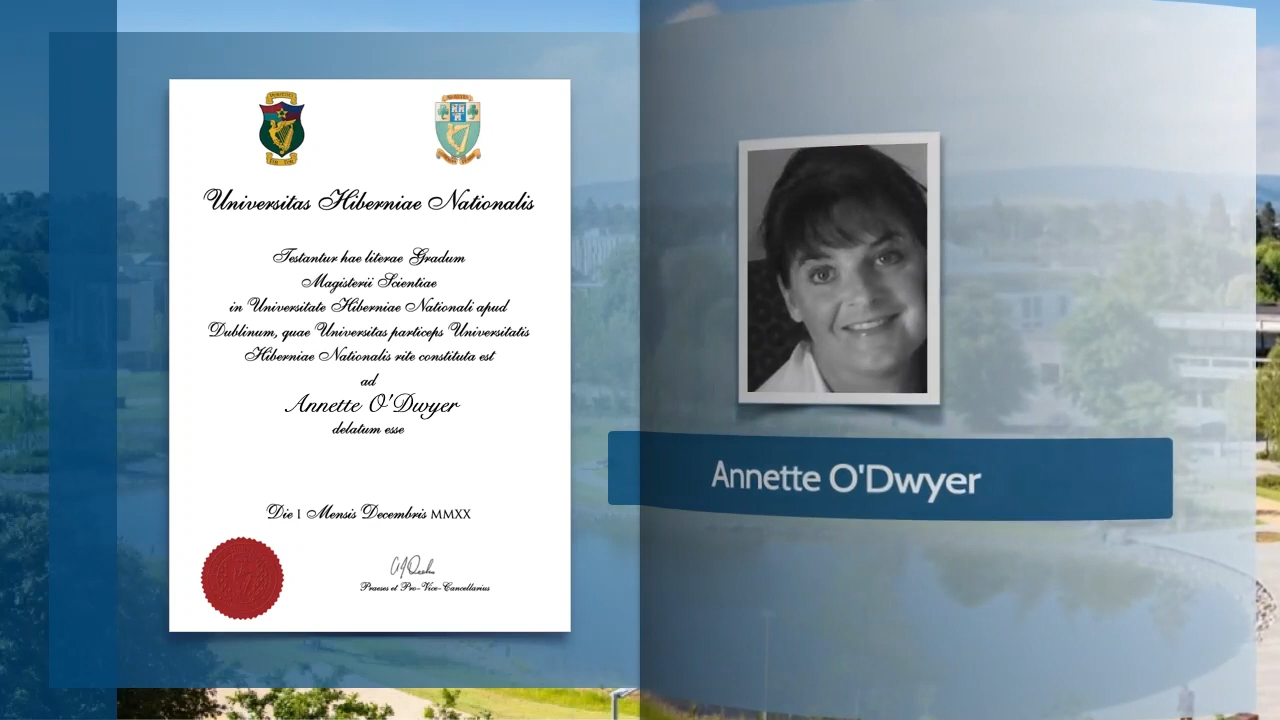 Universitas Hiberniae Nationalis
Testantur hae literae Gradum
Magisterii Scientiae
in Universitate Hiberniae Nationali apud
Dublinum, quae Universitas particeps Universitatis
Hiberniae Nationalis rite constituta est
ad
Annette O'Dwyer
delatum esse
Die 1 Mensis Decembris MMXX
Praeses et Pro-Vice-Cancellarius
Annette O'Dwyer